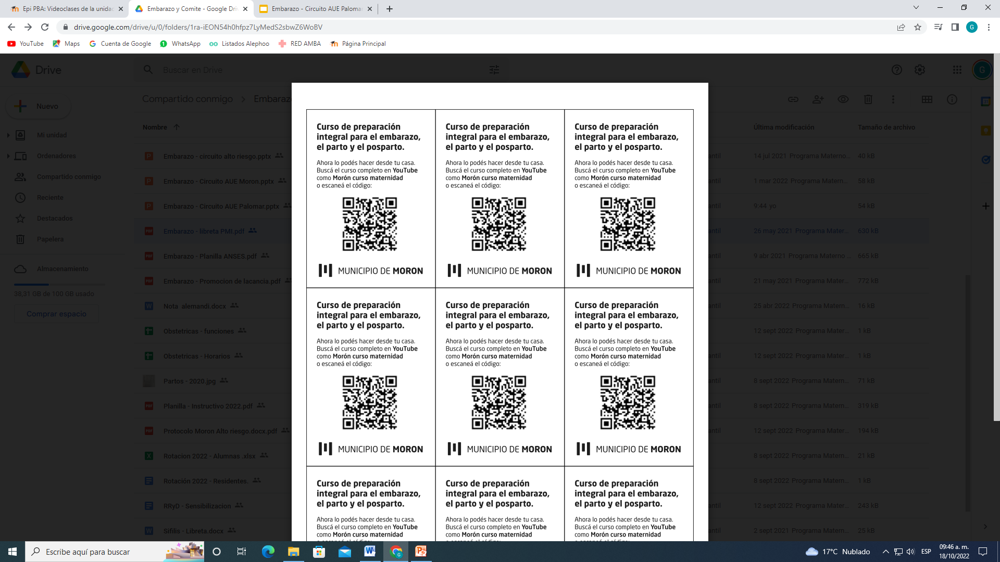 Epi PBA: Videoclases de la unidad
Embarazo y Comite - Google Driv
Embarazo - Circuito AUE Palomar
drive.google.com/drive/u/0/folders/1ra-iEON54h0hfpz7LyMedS2sbwZ6WoBV
G
YouTube
Maps
Cuenta de Google
WhatsApp
Listados Alephoo
RED AMBA
Página Principal
Drive
Buscar en Drive
G
Compartido conmigo
Embarazo
Nuevo
Nombre
Última modificación
Tamaño de archivo
Mi unidad
Ordenadores
Compartido conmigo
Reciente
Destacados
Papelera
Almacenamiento
38,31 GB de 100 GB usado
Comprar espacio
Embarazo - circuito alto riesgo.pptx
14 jul 2021 Programa Materno...
40 kB
Embarazo - Circuito AUE Moron.pptx
1 mar 2022 Programa Matern...
58 kB
Embarazo - Circuito AUE Palomar.pptx
9:44 yo
54 kB
Embarazo - libreta PMI.pdf
26 may 2021 Programa Mater...
630 kB
Embarazo - Planilla ANSES.pdf
9 abr 2021 Programa Materno ...
665 kB
Embarazo - Promocion de lacancia.pdf
21 may 2021 Programa Mater...
772 kB
Nota alemandi.docx
25 abr 2022 Programa Matern...
16 kB
Obstetricas - funciones
12 sept 2022 Programa Mater...
1 kB
Obstetricas - Horarios
12 sept 2022 Programa Mater...
1 kB
Partos - 2020.jpg
8 sept 2022 Programa Matern...
71 kB
Planilla - Instructivo 2022.pdf
8 sept 2022 Programa Matern...
319 kB
Protocolo Moron Alto riesgo.docx.pdf
12 sept 2022 Programa Mater...
194 kB
Rotacion 2022 - Alumnas .xlsx
8 sept 2022 Programa Matern...
21 kB
Rotación 2022 - Residentes.
8 sept 2022 Programa Matern...
1 kB
RRyD - Sensibilizacion
12 sept 2022 Programa Mater...
243 kB
Sifilis - Libreta.docx
2 sept 2021 Programa Matern...
25 kB
Curso de preparación
integral para el embarazo,
el parto y el posparto.
Ahora lo podés hacer desde tu casa.
Buscá el curso completo en YouTube
como Morón curso maternidad
o escaneá el código:
MUNICIPIO DE MORON
Curso de preparación
integral para el embarazo,
el parto y el posparto.
Ahora lo podés hacer desde tu casa.
Buscá el curso completo en YouTube
como Morón curso maternidad
o escaneá el código:
MUNICIPIO DE MORON
Curso de preparación
integral para el embarazo,
el parto y el posparto.
Ahora lo podés hacer desde tu casa.
Buscá el curso completo en YouTube
como Morón curso maternidad
o escaneá el código:
MUNICIPIO DE MORON
Curso de preparación
integral para el embarazo,
el parto y el posparto.
Ahora lo podés hacer desde tu casa.
Buscá el curso completo en YouTube
como Morón curso maternidad
o escaneá el código:
MUNICIPIO DE MORON
Curso de preparación
integral para el embarazo,
el parto y el posparto.
Ahora lo podés hacer desde tu casa.
Buscá el curso completo en YouTube
como Morón curso maternidad
o escaneá el código:
MUNICIPIO DE MORON
Curso de preparación
integral para el embarazo,
el parto y el posparto.
Ahora lo podés hacer desde tu casa.
Buscá el curso completo en YouTube
como Morón curso maternidad
o escaneá el código:
MUNICIPIO DE MORON
Curso de preparación
integral para el embarazo,
el parto y el posparto.
Ahora lo podés hacer desde tu casa.
Buscá el curso completo en YouTube
como Morón curso maternidad
Curso de preparación
integral para el embarazo,
el parto y el posparto.
Ahora lo podés hacer desde tu casa.
Buscá el curso completo en YouTube
como Morón curso maternidad
Curso de preparación
integral para el embarazo,
el parto y el posparto.
Ahora lo podés hacer desde tu casa.
Buscá el curso completo en YouTube
como Morón curso maternidad
Escribe aquí para buscar
17°C Nublado
ESP
09:46 a. m.
18/10/2022